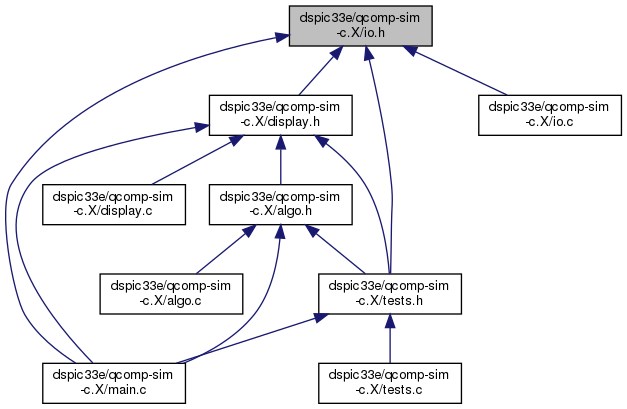 dspic33e/qcomp-sim
-c.X/io.h
dspic33e/qcomp-sim
-c.X/display.h
dspic33e/qcomp-sim
-c.X/io.c
dspic33e/qcomp-sim
-c.X/display.c
dspic33e/qcomp-sim
-c.X/algo.h
dspic33e/qcomp-sim
-c.X/algo.c
dspic33e/qcomp-sim
-c.X/tests.h
dspic33e/qcomp-sim
-c.X/main.c
dspic33e/qcomp-sim
-c.X/tests.c